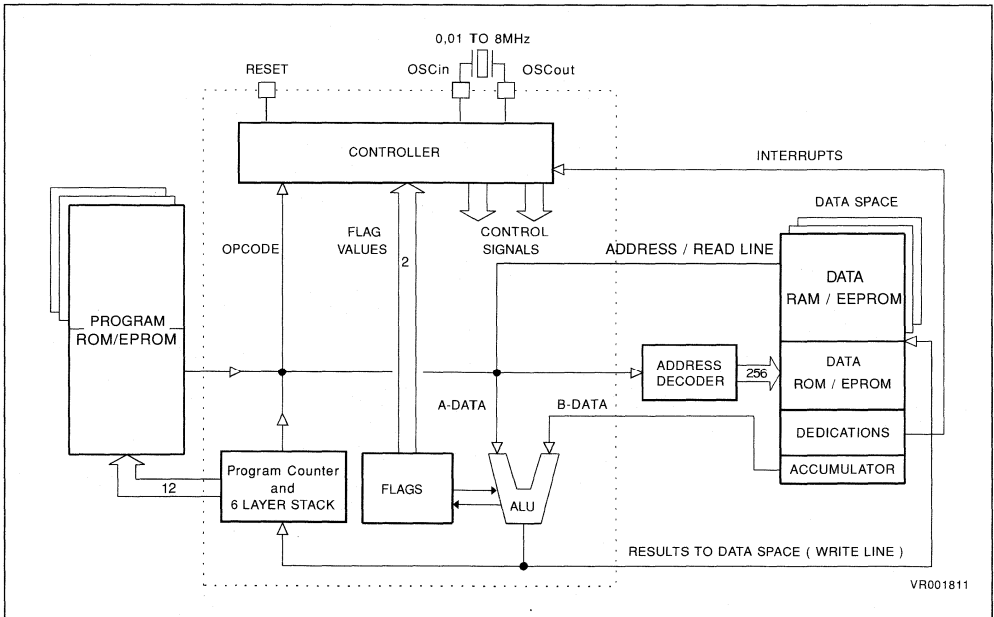 0,01 TO 8MHz
RESET
OSCin
OSCout
CONTROLLER
INTERRUPTS
DATA SPACE
OPCODE
FLAG
VALUES
2
CONTROL
SIGNALS
ADDRESS / READ LINE
DATA
RAM / EEPROM
PROGRAM
ROM/EPROM
ADDRESS
DECODER
256
DATA
ROM / EPROM
A-DATA
B-DATA
DEDICATIONS
ACCUMULATOR
12
Program Counter
and
6 LAYER STACK
FLAGS
ALU
RESULTS TO DATA SPACE ( WRITE LINE )
VR001811